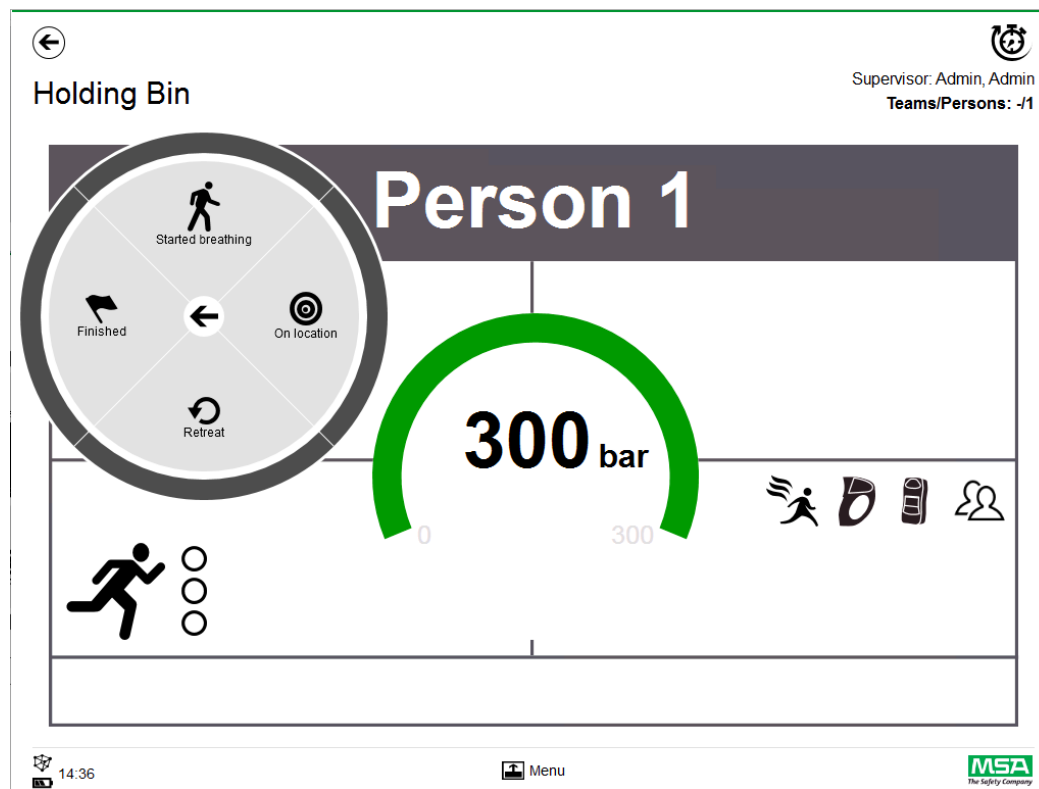 Holding Bin
Supervisor: Admin, Admin
Teams/Persons: -/1
Person 1
Started breathing
Finished
On location
Retreat
300 bar
0
300
14:36
Menu
MSA
The Safety Company